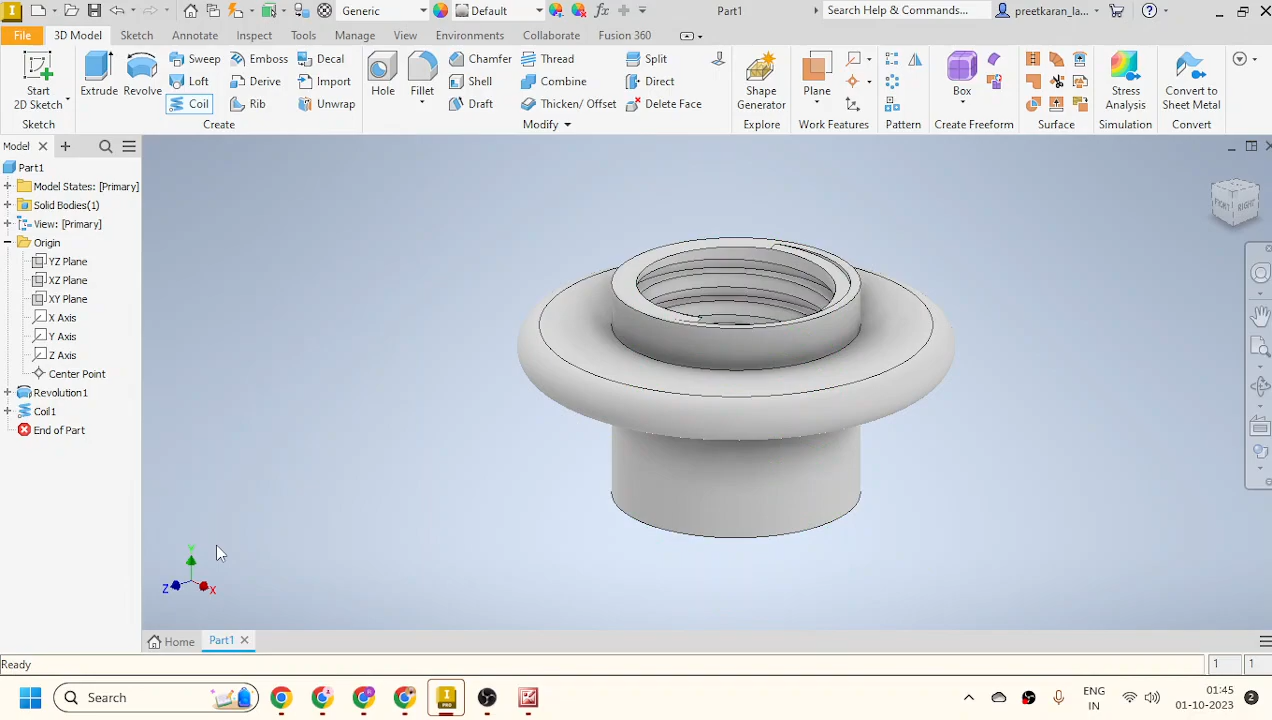 Generic
Default
fx
Part1
Search Help & Commands...
preetkaran_la...
File
3D Model
Sketch
Annotate
Inspect
Tools
Manage
View
Environments
Collaborate
Fusion 360
Start
2D Sketch
Sketch
Extrude
Revolve
Sweep
Loft
Coil
Emboss
Derive
Rib
Decal
Import
Unwrap
Create
Hole
Fillet
Chamfer
Shell
Draft
Thread
Combine
Thicken/ Offset
Split
Direct
Delete Face
Modify
Shape
Generator
Explore
Plane
Work Features
Pattern
Box
Create Freeform
Surface
Stress
Analysis
Simulation
Convert to
Sheet Metal
Convert
Model
Part1
Model States: [Primary]
Solid Bodies(1)
View: [Primary]
Origin
YZ Plane
XZ Plane
XY Plane
X Axis
Y Axis
Z Axis
Center Point
Revolution1
Coil1
End of Part
RIGHT
Y
Z
X
Home
Part1
Ready
1
1
Search
PRO
ENG
IN
01:45
01-10-2023
2